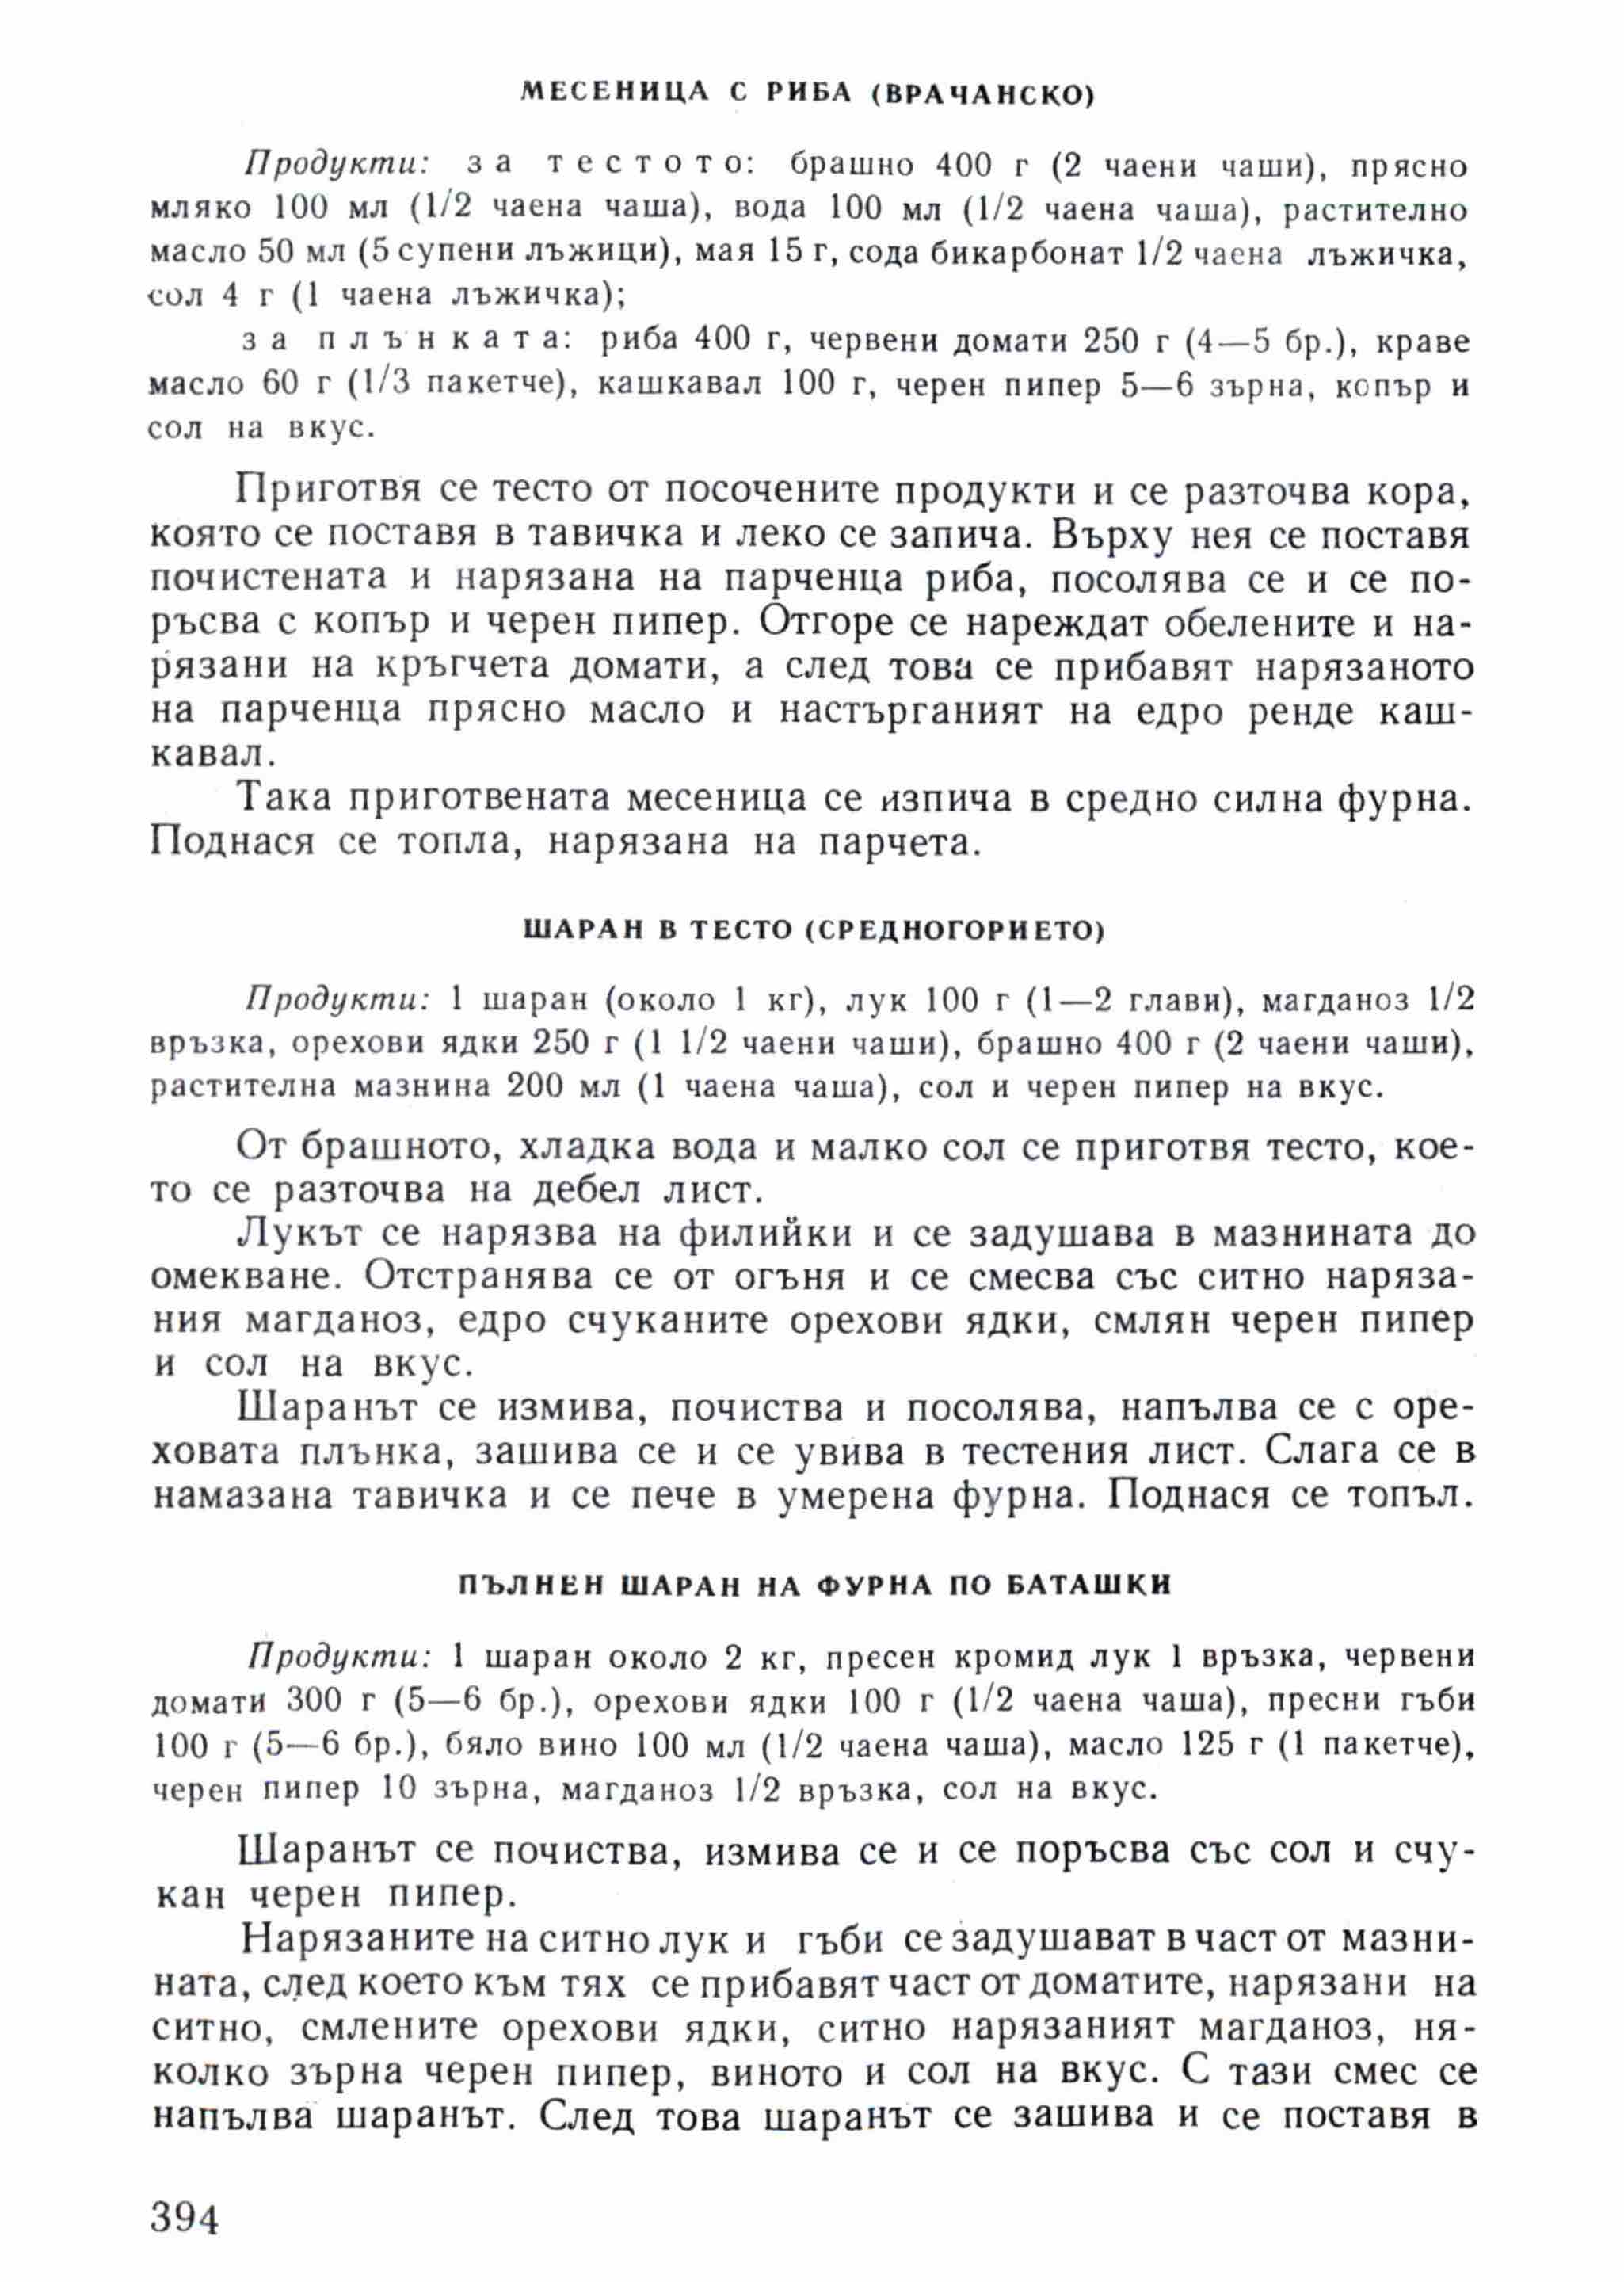 МЕСЕНИЦА С РИБА (ВРАЧАНСКО)
Продукти: за тестото: брашно 400 г (2 чаени чаши), прясно
мляко 100 мл (1/2 чаена чаша), вода 100 мл (1/2 чаена чаша), растително
масло 50 мл (5 супени лъжици), мая 15 г, сода бикарбонат 1/2 чаена лъжичка,
сол 4 г (1 чаена лъжичка);
за плънката: риба 400 г, червени домати 250 г (4—5 бр.), краве
масло 60 г (1/3 пакетче), кашкавал 100 г, черен пипер 5—6 зърна, копър и
сол на вкус.
Приготвя се тесто от посочените продукти и се разточва кора,
която се поставя в тавичка и леко се запича. Върху нея се поставя
почистената и нарязана на парченца риба, посолява се и се по-
ръсва с копър и черен пипер. Отгоре се нареждат обелените и на-
рязани на кръгчета домати, а след това се прибавят нарязаното
на парченца прясно масло и настърганият на едро ренде каш-
кавал.
Така приготвената месеница се изпича в средно силна фурна.
Поднася се топла, нарязана на парчета.
ШАРАН В ТЕСТО (СРЕДНОГОРИЕТО)
Продукти: 1 шаран (около 1 кг), лук 100 г (1—2 глави), магданоз 1/2
връзка, орехови ядки 250 г (1 1/2 чаени чаши), брашно 400 г (2 чаени чаши),
растителна мазнина 200 мл (1 чаена чаша), сол и черен пипер на вкус.
От брашното, хладка вода и малко сол се приготвя тесто, кое-
то се разточва на дебел лист.
Лукът се нарязва на филийки и се задушава в мазнината до
омекване. Отстранява се от огъня и се смесва със ситно наряза-
ния магданоз, едро счуканите орехови ядки, смлян черен пипер
и сол на вкус.
Шаранът се измива, почиства и посолява, напълва се с оре-
ховата плънка, зашива се и се увива в тестения лист. Слага се в
намазана тавичка и се пече в умерена фурна. Поднася се топъл.
ПЪЛНЕН ШАРАН НА ФУРНА ПО БАТАШКИ
Продукти: 1 шаран около 2 кг, пресен кромид лук 1 връзка, червени
домати 300 г (5—6 бр.), орехови ядки 100 г (1/2 чаена чаша), пресни гъби
100 г (5—6 бр.), бяло вино 100 мл (1/2 чаена чаша), масло 125 г (1 пакетче),
черен пипер 10 зърна, магданоз 1/2 връзка, сол на вкус.
Шаранът се почиства, измива се и се поръсва със сол и счу-
кан черен пипер.
Нарязаните на ситно лук и гъби се задушават в част от мазни-
ната, след което към тях се прибавят част от доматите, нарязани на
ситно, смлените орехови ядки, ситно нарязаният магданоз, ня-
колко зърна черен пипер, виното и сол на вкус. С тази смес се
напълва шаранът. След това шаранът се зашива и се поставя в
394